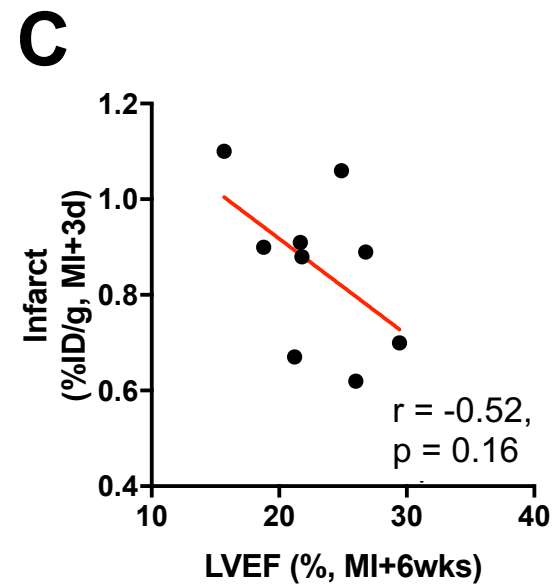 C
1.2
1.0
0.8
0.6
0.4
Infarct
(%ID/g, MI+3d)
r = -0.52,
p = 0.16
10 20 30 40
LVEF (%, MI+6wks)